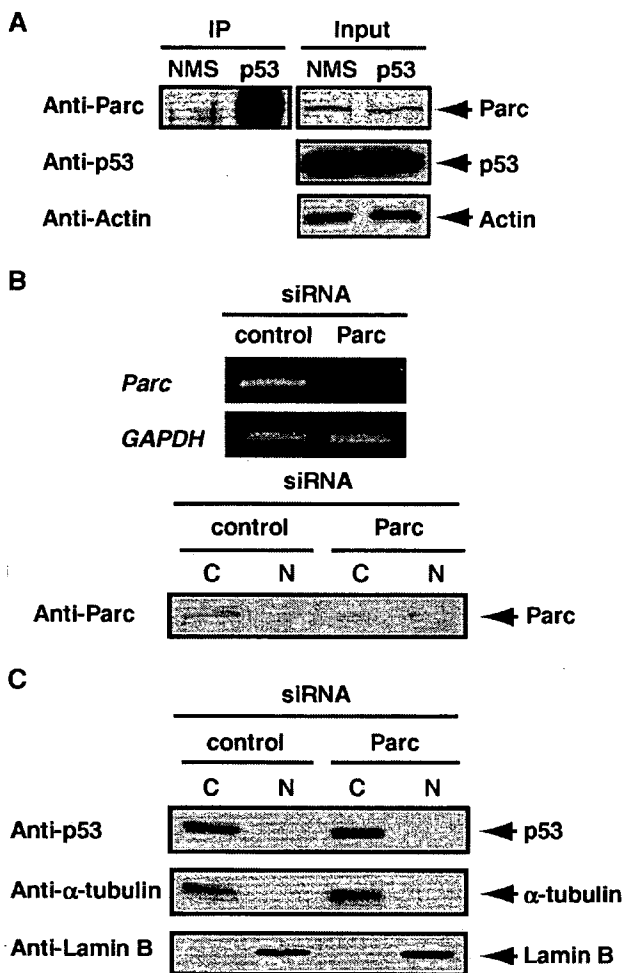 A
IP Input
NMS p53 NMS p53
Anti-Parc Parc
Anti-p53 p53
Anti-Actin Actin
B
siRNA
control Parc
Parc
GAPDH
siRNA
control Parc
C N C N
Anti-Parc Parc
C
siRNA
control Parc
C N C N
Anti-p53 p53
Anti-α-tubulin α-tubulin
Anti-Lamin B Lamin B